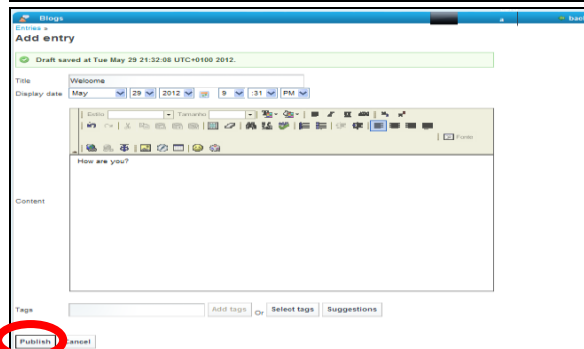 Blogs
a
bac
Entries »
Add entry
Draft saved at Tue May 29 21:32:08 UTC+0100 2012.
Title Welcome
Display date May 29 2012 9 :31 PM
Estilo Tamanho
Fonte
How are you?
Content
Tags Add tags Or Select tags Suggestions
Publish Cancel